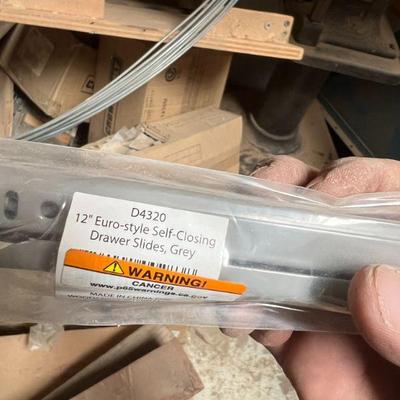 D4320
12" Euro-style Self-Closing
Drawer Slides, Grey
WARNING!
CANCER
www.p65warnings.ca.gov
MADE IN CHINA